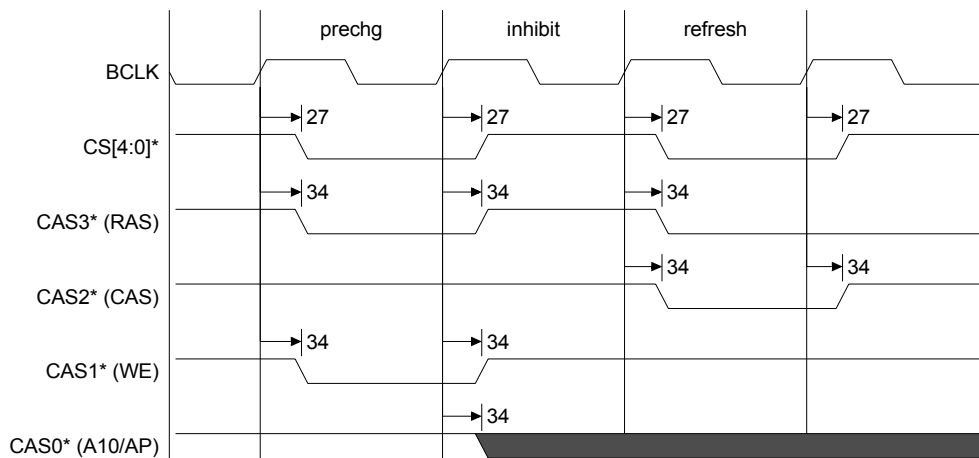 prechg inhibit refresh
BCLK
27 27 27 27
CS[4:0]*
34 34 34
CAS3* (RAS)
34 34
CAS2* (CAS)
34 34
CAS1* (WE)
34
CAS0* (A10/AP)